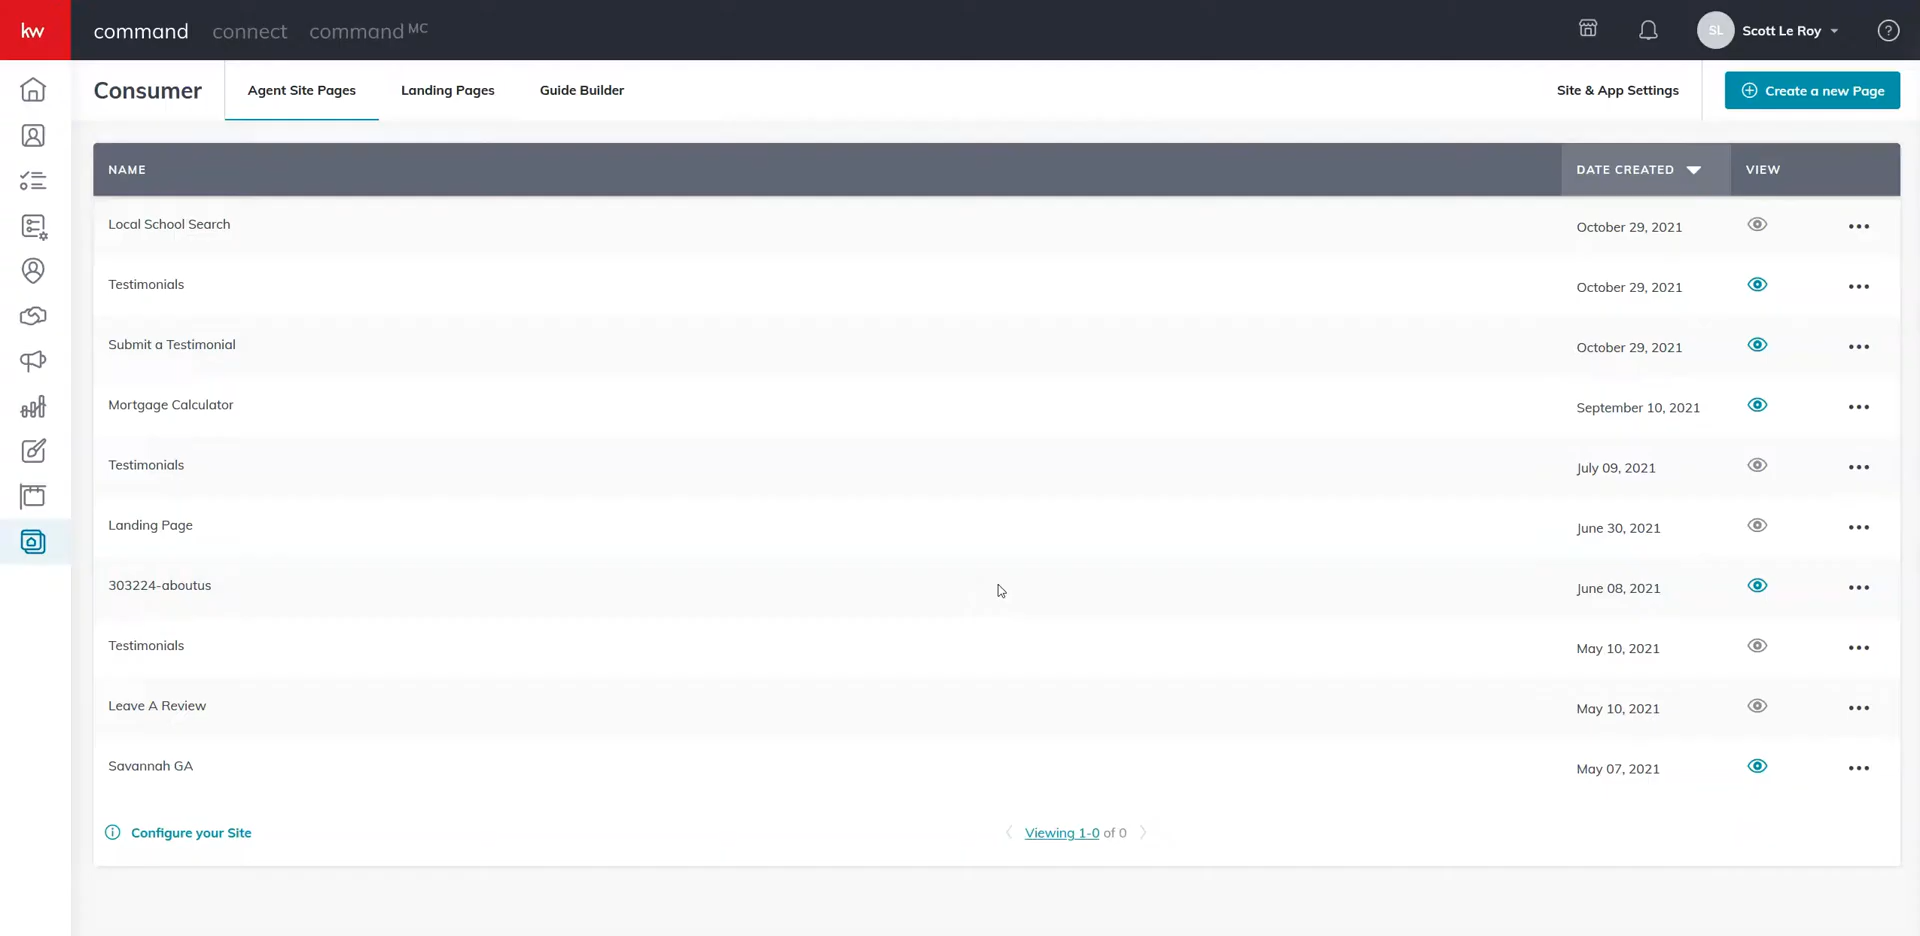 kw command connect command MC SL Scott Le Roy ?
Consumer Agent Site Pages Landing Pages Guide Builder Site & App Settings Create a new Page
NAME DATE CREATED VIEW
Local School Search October 29, 2021
Testimonials October 29, 2021
Submit a Testimonial October 29, 2021
Mortgage Calculator September 10, 2021
Testimonials July 09, 2021
Landing Page June 30, 2021
303224-aboutus June 08, 2021
Testimonials May 10, 2021
Leave A Review May 10, 2021
Savannah GA May 07, 2021
Configure your Site Viewing 1-0 of 0